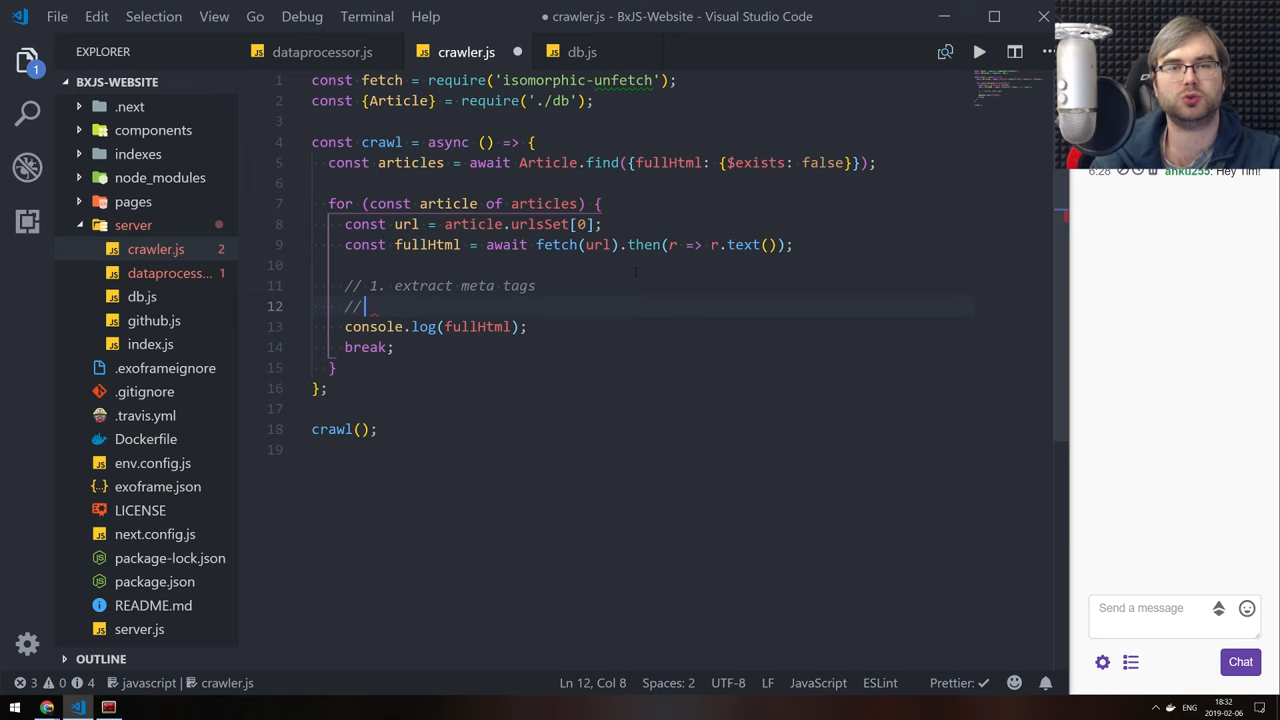 File Edit Selection View Go Debug Terminal Help
● crawler.js - BxJS-Website - Visual Studio Code
EXPLORER
JS dataprocessor.js JS crawler.js JS db.js
BXJS-WEBSITE
.next
components
indexes
node_modules
pages
server
JS crawler.js 2
JS dataprocess... 1
JS db.js
JS github.js
JS index.js
.exoframeignore
.gitignore
.travis.yml
Dockerfile
JS env.config.js
exoframe.json
LICENSE
JS next.config.js
package-lock.json
package.json
README.md
JS server.js
OUTLINE
1
1 const fetch = require('isomorphic-unfetch');
2 const {Article} = require('./db');
3
4 const crawl = async () => {
5 const articles = await Article.find({fullHtml: {$exists: false}});
6
7 for (const article of articles) {
8 const url = article.urlsSet[0];
9 const fullHtml = await fetch(url).then(r => r.text());
10
11 // 1. extract meta tags
12 //
13 console.log(fullHtml);
14 break;
15 }
16 };
17
18 crawl();
19
6:28 anku255: Hey Tim!
Send a message
Chat
3 0 4 javascript | crawler.js Ln 12, Col 8 Spaces: 2 UTF-8 LF JavaScript ESLint Prettier: ✓
ENG
18:32
2019-02-06